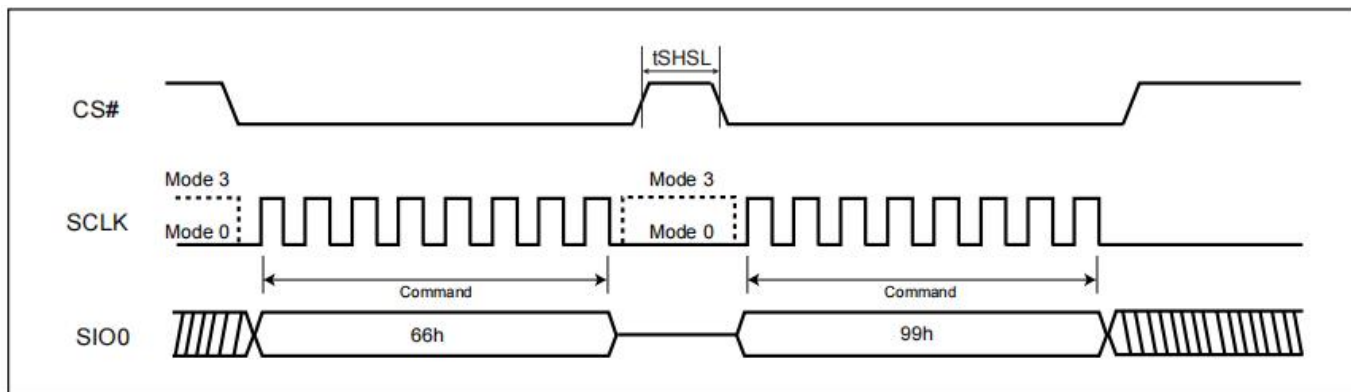 tSHSL
CS#
Mode 3 Mode 3
SCLK
Mode 0 Mode 0
Command Command
SIO0 66h 99h